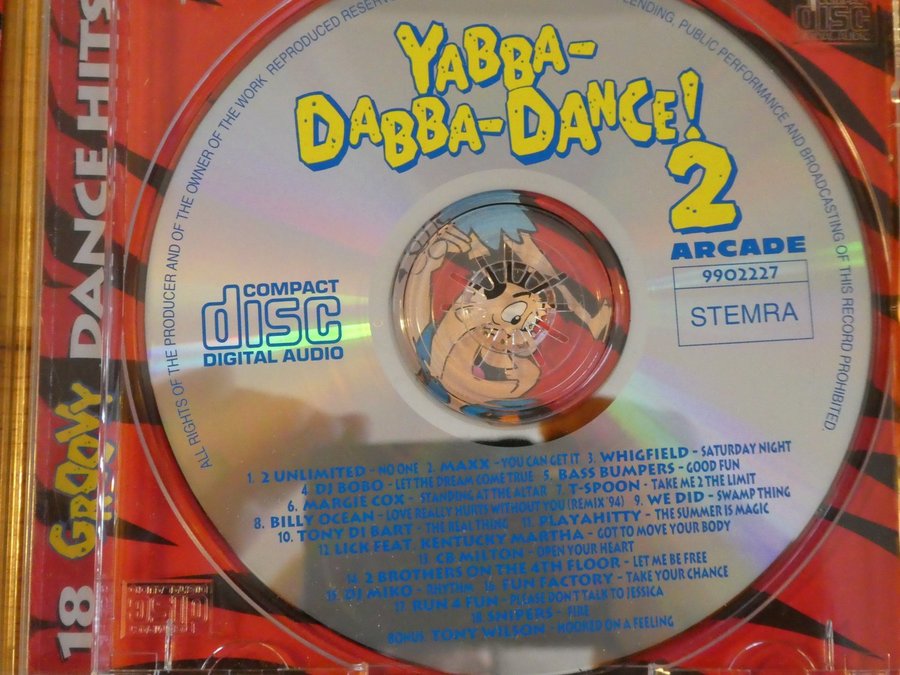 18 GROOVY DANCE HITS
ALL RIGHTS OF THE PRODUCER AND OF THE OWNER OF THE WORK REPRODUCED RESERVED
LENDING, PUBLIC PERFORMANCE AND BROADCASTING OF THIS RECORD PROHIBITED
disc
DIGITAL AUDIO
YABBA-
DABBA-DANCE!
2
ARCADE
9902227
STEMRA
COMPACT
disc
DIGITAL AUDIO
1. 2 UNLIMITED - NO ONE 2. MAXX - YOU CAN GET IT 3. WHIGFIELD - SATURDAY NIGHT
4. DJ BOBO - LET THE DREAM COME TRUE 5. BASS BUMPERS - GOOD FUN
6. MARGIE COX - STANDING AT THE ALTAR 7. T-SPOON - TAKE ME 2 THE LIMIT
8. BILLY OCEAN - LOVE REALLY HURTS WITHOUT YOU (REMIX '94) 9. WE DID - SWAMP THING
10. TONY DI BART - THE REAL THING 11. PLAYAHITTY - THE SUMMER IS MAGIC
12. LICK FEAT. KENTUCKY MARTHA - GOT TO MOVE YOUR BODY
13. CB MILTON - OPEN YOUR HEART
14. 2 BROTHERS ON THE 4TH FLOOR - LET ME BE FREE
15. DJ MIKO - RHYTHM 16. FUN FACTORY - TAKE YOUR CHANCE
17. RUN 4 FUN - PLEASE DON'T TALK TO JESSICA
18. SNIPERS - FIRE
BONUS: TONY WILSON - HOOKED ON A FEELING